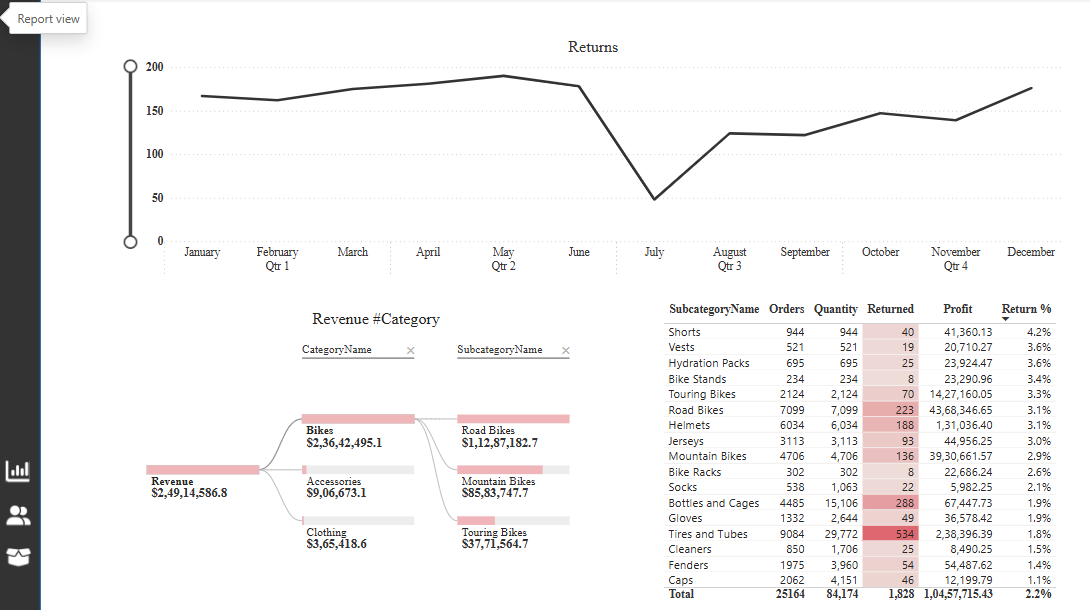 Report view
Returns
200
150
100
50
0
January February March April May June July August September October November December
Qtr 1 Qtr 2 Qtr 3 Qtr 4
Revenue #Category
CategoryName × SubcategoryName ×
Revenue
$2,49,14,586.8
Bikes
$2,36,42,495.1
Accessories
$9,06,673.1
Clothing
$3,65,418.6
Road Bikes
$1,12,87,182.7
Mountain Bikes
$85,83,747.7
Touring Bikes
$37,71,564.7
SubcategoryName Orders Quantity Returned Profit Return %
Shorts 944 944 40 41,360.13 4.2%
Vests 521 521 19 20,710.27 3.6%
Hydration Packs 695 695 25 23,924.47 3.6%
Bike Stands 234 234 8 23,290.96 3.4%
Touring Bikes 2124 2,124 70 14,27,160.05 3.3%
Road Bikes 7099 7,099 223 43,68,346.65 3.1%
Helmets 6034 6,034 188 1,31,036.40 3.1%
Jerseys 3113 3,113 93 44,956.25 3.0%
Mountain Bikes 4706 4,706 136 39,30,661.57 2.9%
Bike Racks 302 302 8 22,686.24 2.6%
Socks 538 1,063 22 5,982.25 2.1%
Bottles and Cages 4485 15,106 288 67,447.73 1.9%
Gloves 1332 2,644 49 36,578.42 1.9%
Tires and Tubes 9084 29,772 534 2,38,396.39 1.8%
Cleaners 850 1,706 25 8,490.25 1.5%
Fenders 1975 3,960 54 54,487.62 1.4%
Caps 2062 4,151 46 12,199.79 1.1%
Total 25164 84,174 1,828 1,04,57,715.43 2.2%